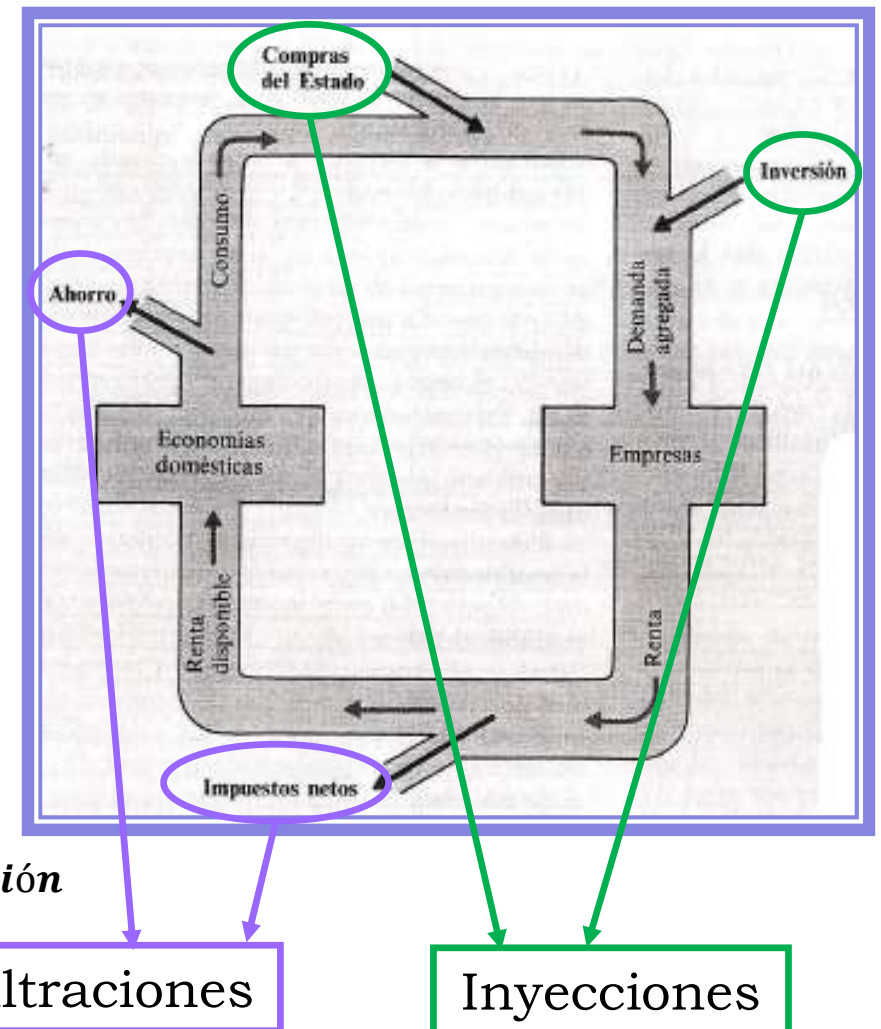 Compras
del Estado
Inversión
Consumo
Ahorro
Demanda
agregada
Economías
domésticas
Empresas
Renta
disponible
Renta
Impuestos netos
ión
ltraciones
Inyecciones